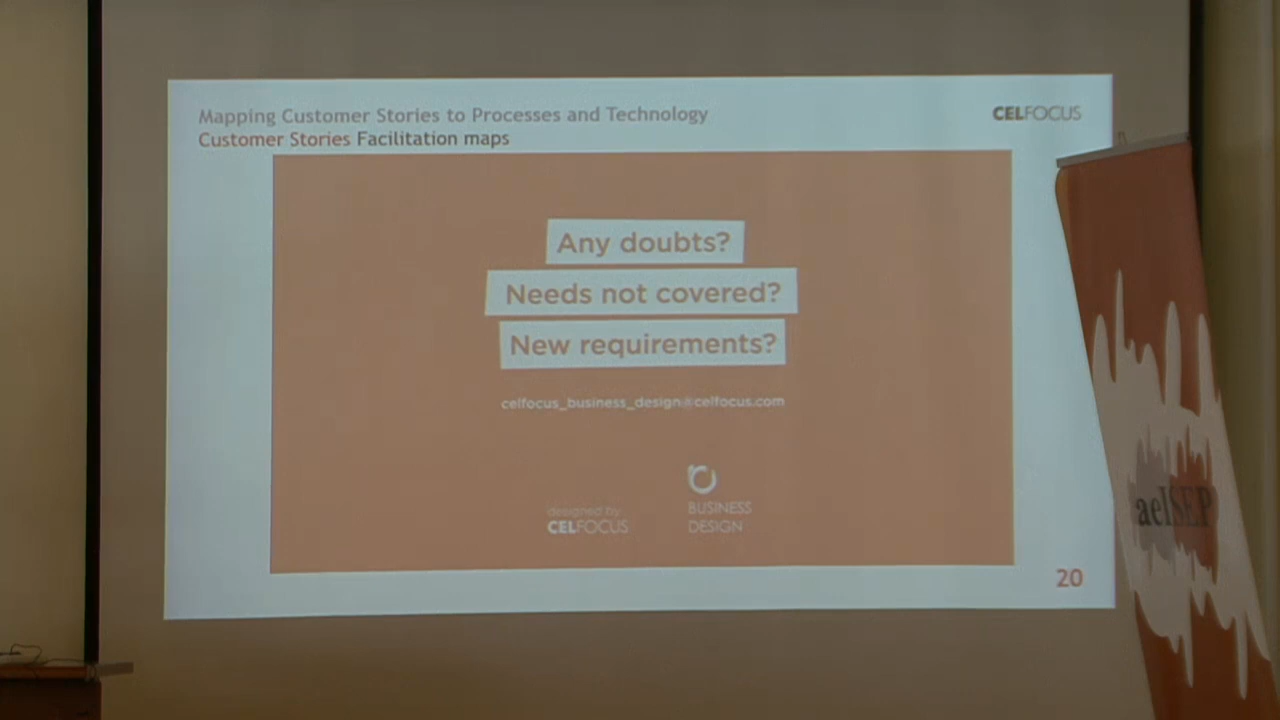 Mapping Customer Stories to Processes and Technology
CELFOCUS
Customer Stories Facilitation maps
Any doubts?
Needs not covered?
New requirements?
celfocus_business_design@celfocus.com
designed by
CELFOCUS
BUSINESS
DESIGN
20
aeISEP